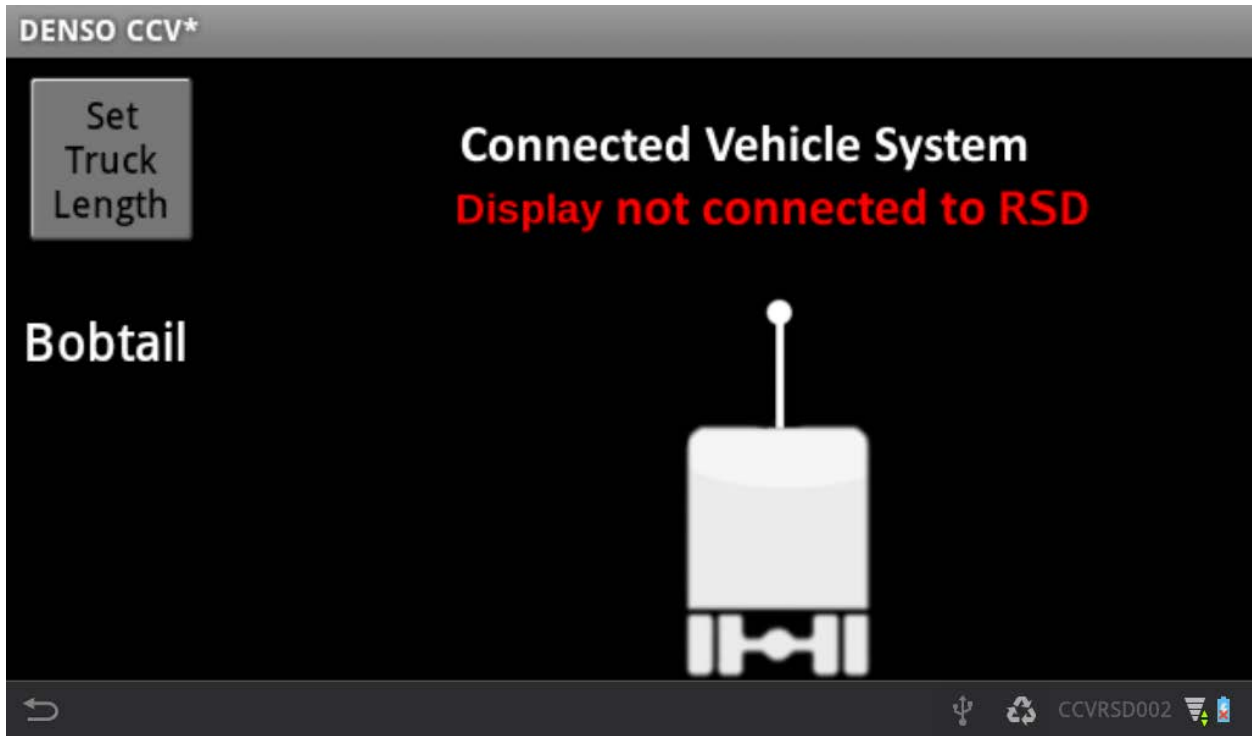 DENSO CCV*
Set
Truck
Length
Connected Vehicle System
Display not connected to RSD
Bobtail
CCVRSD002